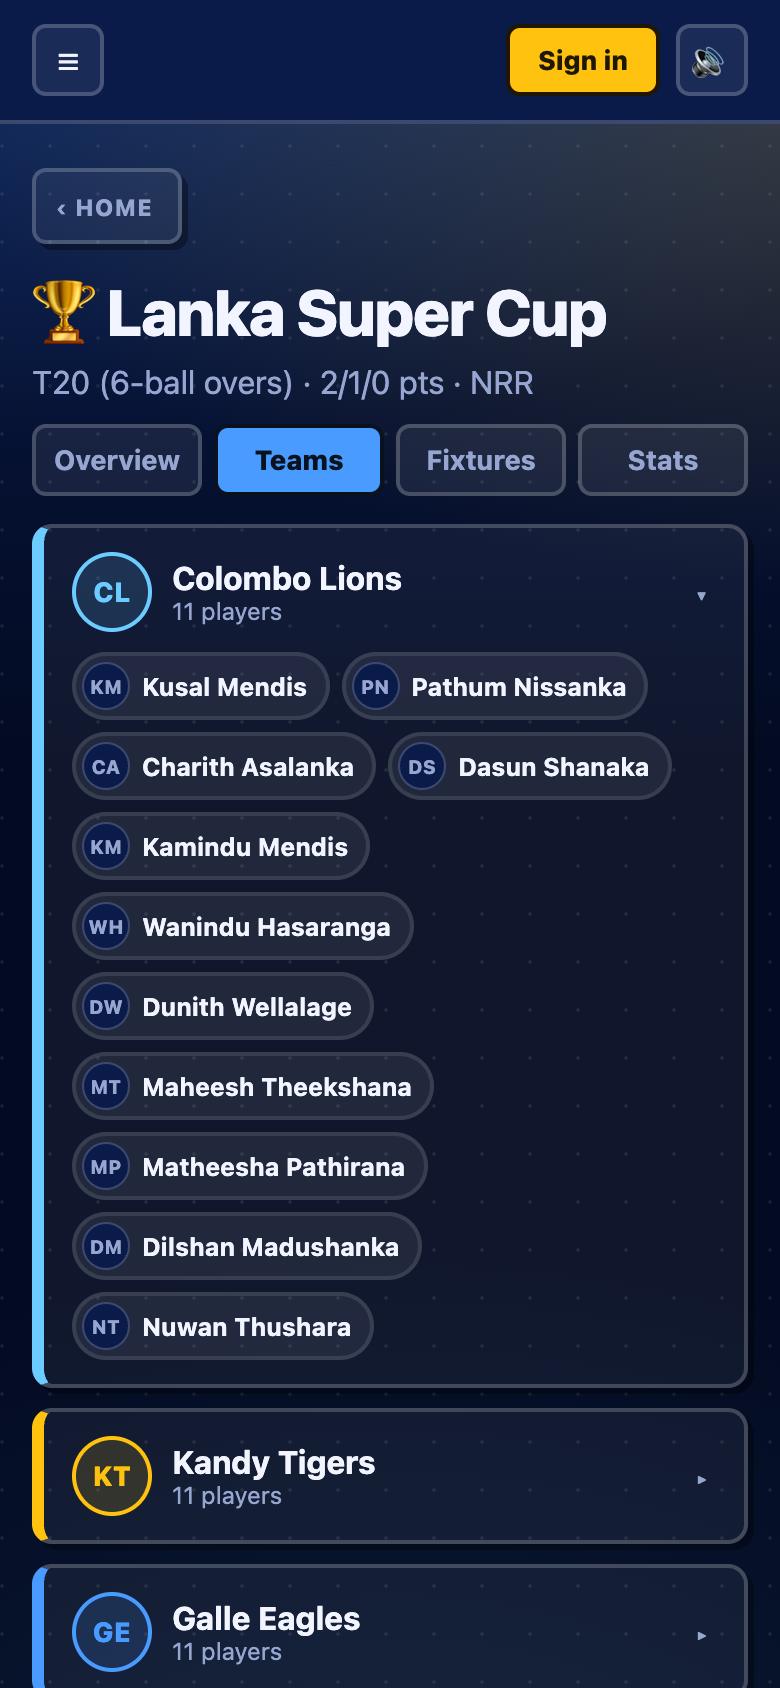 Sign in
‹ HOME
Lanka Super Cup
T20 (6-ball overs) · 2/1/0 pts · NRR
Overview Teams Fixtures Stats
CL Colombo Lions
11 players
KM Kusal Mendis PN Pathum Nissanka
CA Charith Asalanka DS Dasun Shanaka
KM Kamindu Mendis
WH Wanindu Hasaranga
DW Dunith Wellalage
MT Maheesh Theekshana
MP Matheesha Pathirana
DM Dilshan Madushanka
NT Nuwan Thushara
KT Kandy Tigers
11 players
GE Galle Eagles
11 players